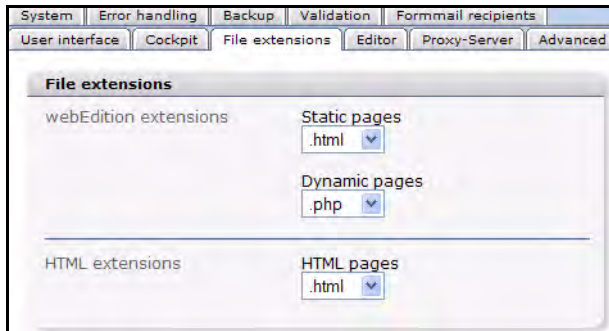 System Error handling Backup Validation Formmail recipients
User interface Cockpit File extensions Editor Proxy-Server Advanced
File extensions
webEdition extensions Static pages
.html
Dynamic pages
.php
HTML extensions HTML pages
.html